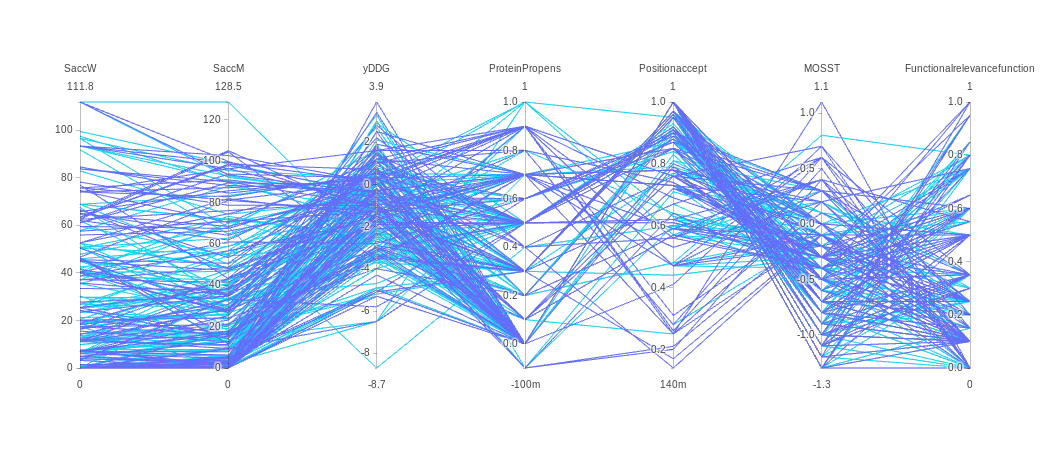 SaccW SaccM yDDG ProteinPropens Positionaccept MOSST Functionalrelevancefunction
111.8 128.5 3.9 1 1 1.1 1
1.0 1.0 1.0
1.0
120
100
2
0.8 0.8 0.8
100
80
0.5
80
0
0.6 0.6 0.6
60
0.0
60
-2
0.4 0.4 0.4
40
-4
-0.5
40
0.2 0.2 0.2
20
-6
-1.0
20
-8
0 0 0.0 0.0
0 0 -8.7 -100m 140m -1.3 0